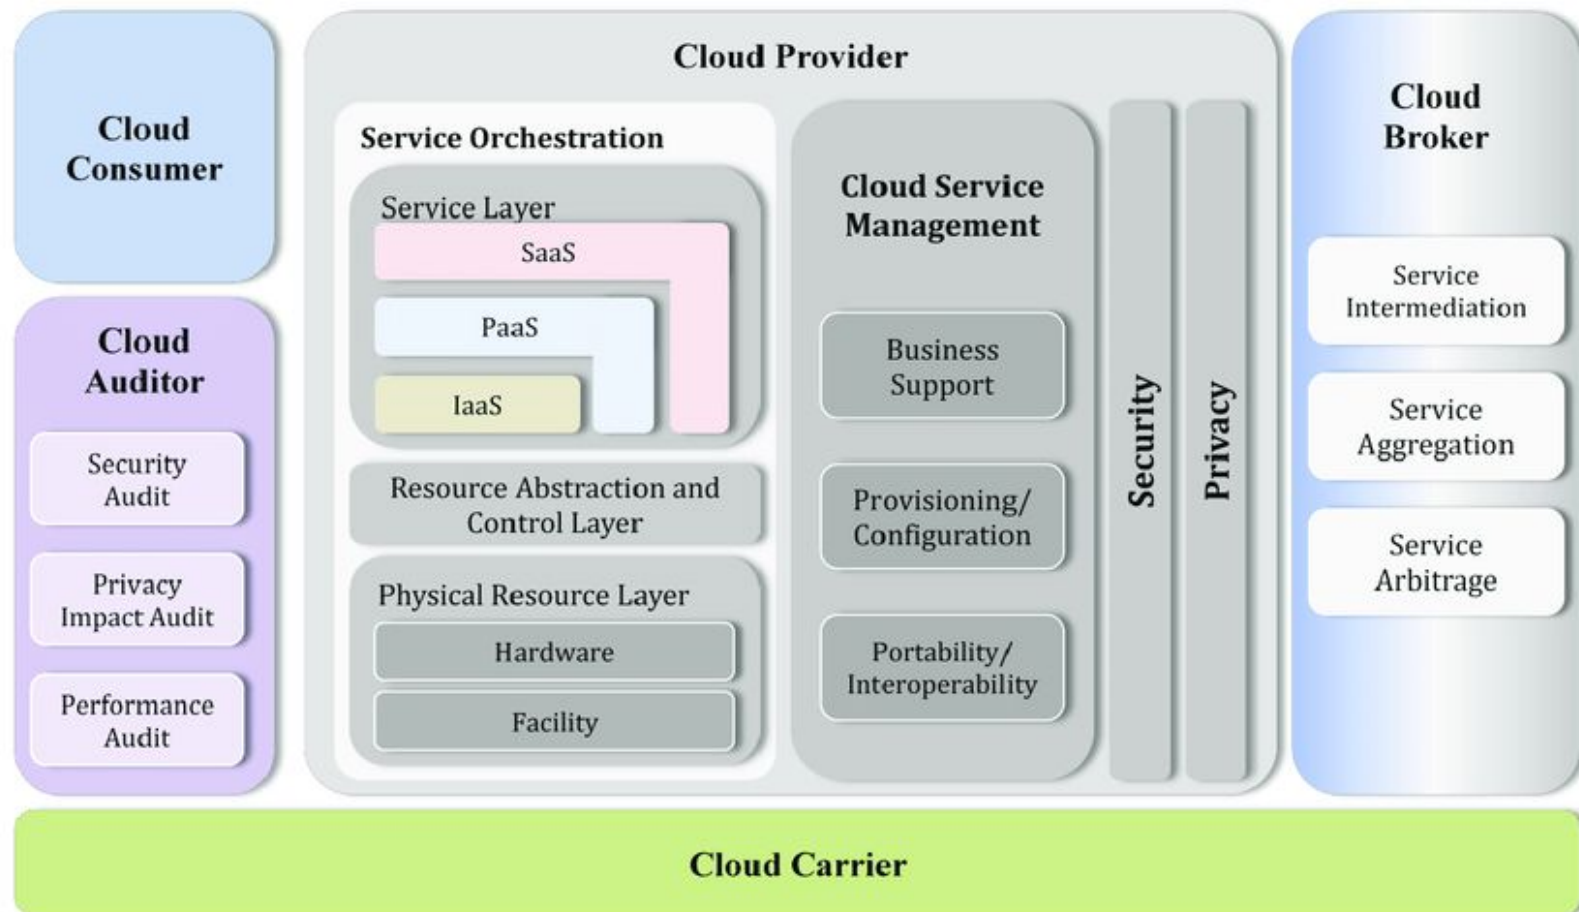 Cloud
Consumer
Cloud
Auditor
Security
Audit
Privacy
Impact Audit
Performance
Audit
Cloud Provider
Service Orchestration
Service Layer
SaaS
PaaS
IaaS
Resource Abstraction and
Control Layer
Physical Resource Layer
Hardware
Facility
Cloud Service
Management
Business
Support
Provisioning/
Configuration
Portability/
Interoperability
Security
Privacy
Cloud
Broker
Service
Intermediation
Service
Aggregation
Service
Arbitrage
Cloud Carrier